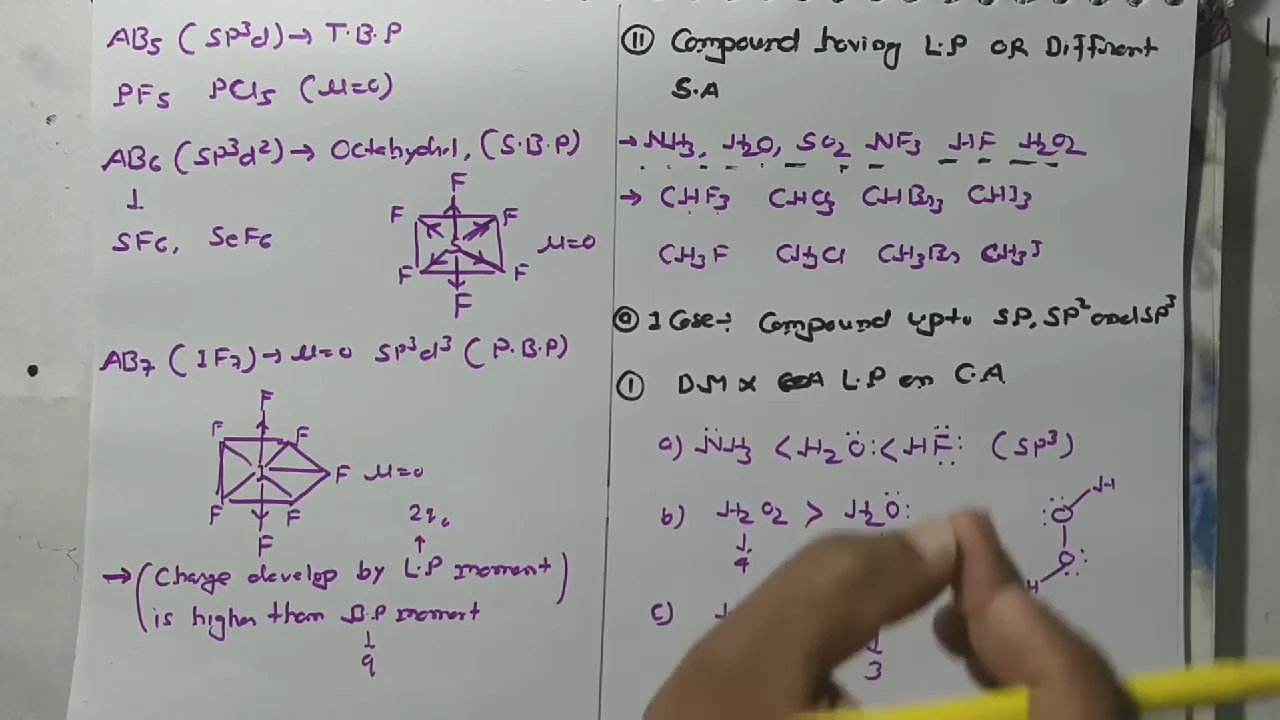 AB5 (SP³d) → T.B.P
PF5 PCl5 (μ=0)
AB6 (SP³d²) → Octahydral, (S.B.P)
↓
SF6, SeF6
F
F F
S μ=0
F F
F
AB7 (IF7) → μ=0 SP³d³ (P.B.P)
F
F F
I F μ=0
F F
F
2qe
↑
→ (Charge develop by L.P moment
is higher than B.P moment)
↓
q
② Compound having L.P OR Different
S.A
→ NH3, H2O, SO2 NF3 HF H2O2
→ CHF3 CHCl3 CHBr3 CHI3
CH3F CH3Cl CH3Br CH3I
1 Case : Compound upto SP, SP² and SP³
① DM ∝ L.P on C.A
a) NH3 < H2O < HF (SP³)
b) H2O2 > H2O
↓
4
H
O
O
H
c)
↓
3